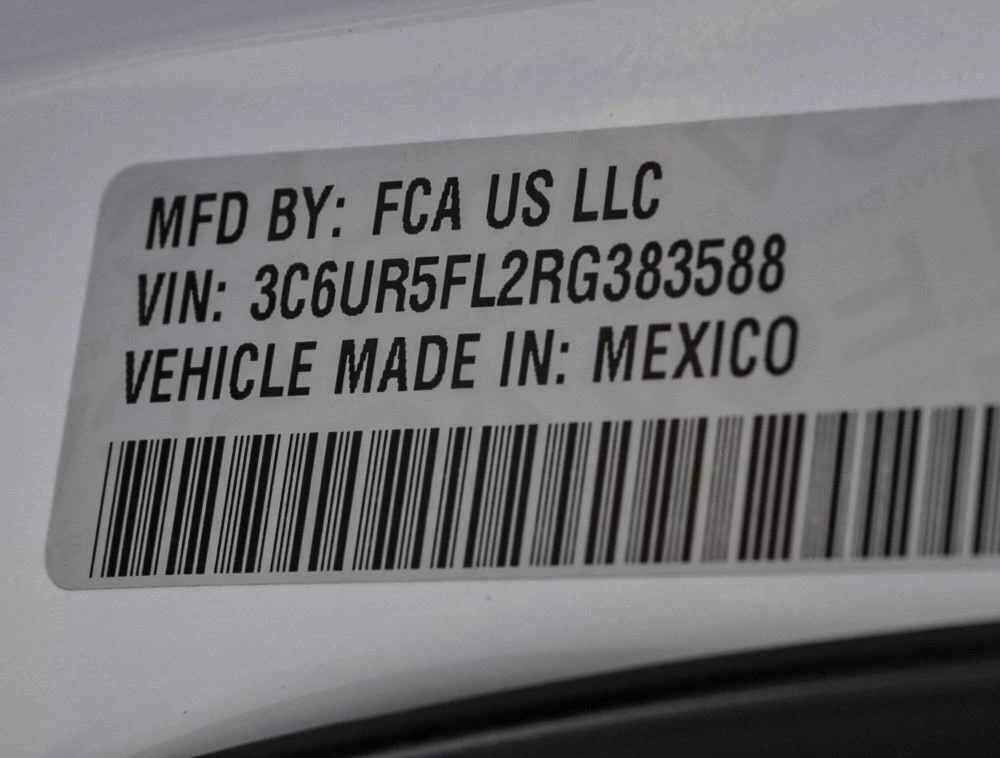 MFD BY: FCA US LLC
VIN: 3C6UR5FL2RG383588
VEHICLE MADE IN: MEXICO